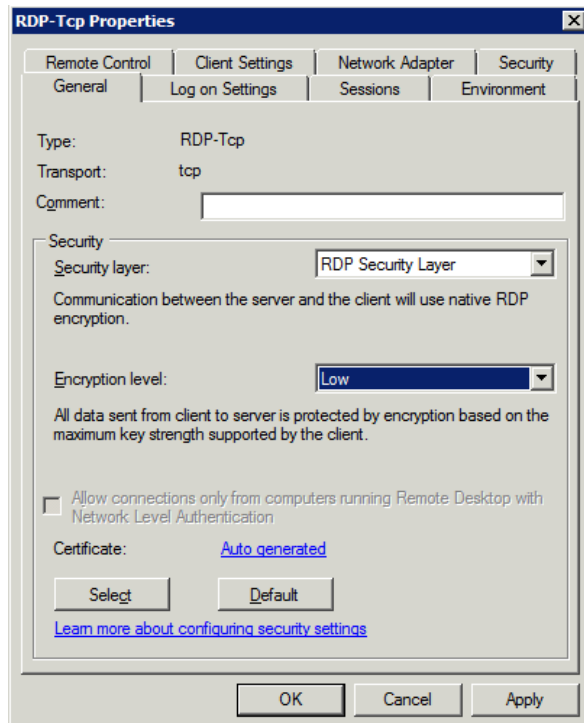 RDP-Tcp Properties
Remote Control Client Settings Network Adapter Security
General Log on Settings Sessions Environment
Type: RDP-Tcp
Transport: tcp
Comment:
Security
Security layer: RDP Security Layer
Communication between the server and the client will use native RDP
encryption.
Encryption level: Low
All data sent from client to server is protected by encryption based on the
maximum key strength supported by the client.
Allow connections only from computers running Remote Desktop with
Network Level Authentication
Certificate: Auto generated
Select Default
Learn more about configuring security settings
OK Cancel Apply